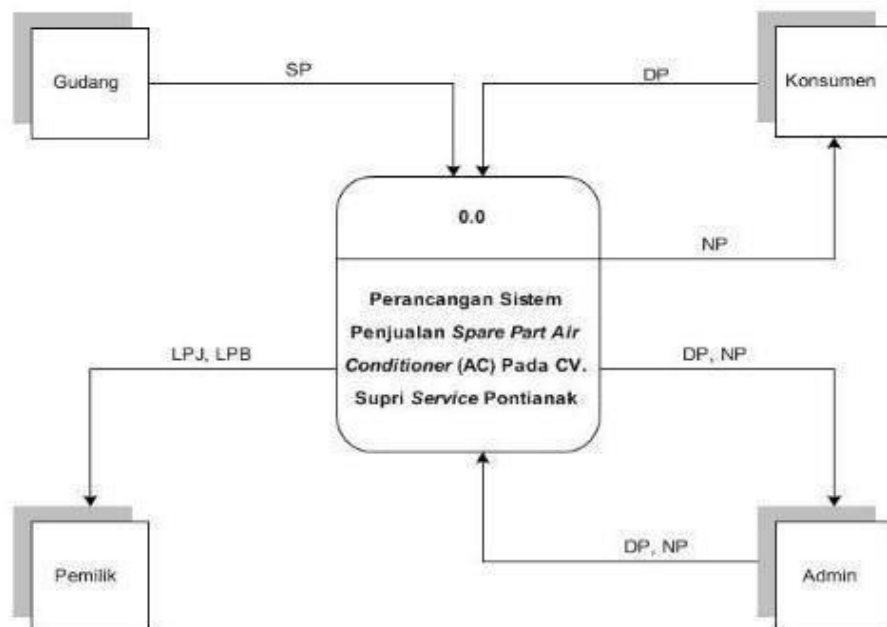 Gudang
SP
DP
Konsumen
0.0
NP
Perancangan Sistem
Penjualan Spare Part Air
Conditioner (AC) Pada CV.
Supri Service Pontianak
LPJ, LPB
DP, NP
DP, NP
Pemilik
Admin